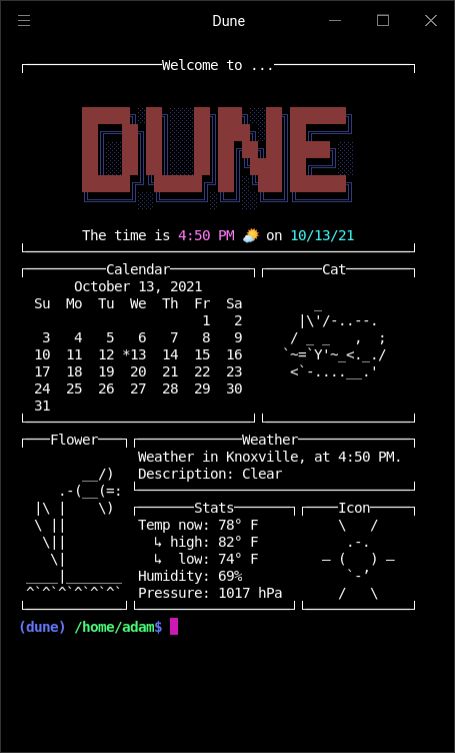 Dune
Welcome to ...
DUNE
The time is 4:50 PM 🌤️ on 10/13/21
Calendar
October 13, 2021
Su Mo Tu We Th Fr Sa
1 2
3 4 5 6 7 8 9
10 11 12 *13 14 15 16
17 18 19 20 21 22 23
24 25 26 27 28 29 30
31
Cat
Flower
Weather
Weather in Knoxville, at 4:50 PM.
Description: Clear
Stats
Temp now: 78° F
↳ high: 82° F
↳ low: 74° F
Humidity: 69%
Pressure: 1017 hPa
Icon
(dune) /home/adam$